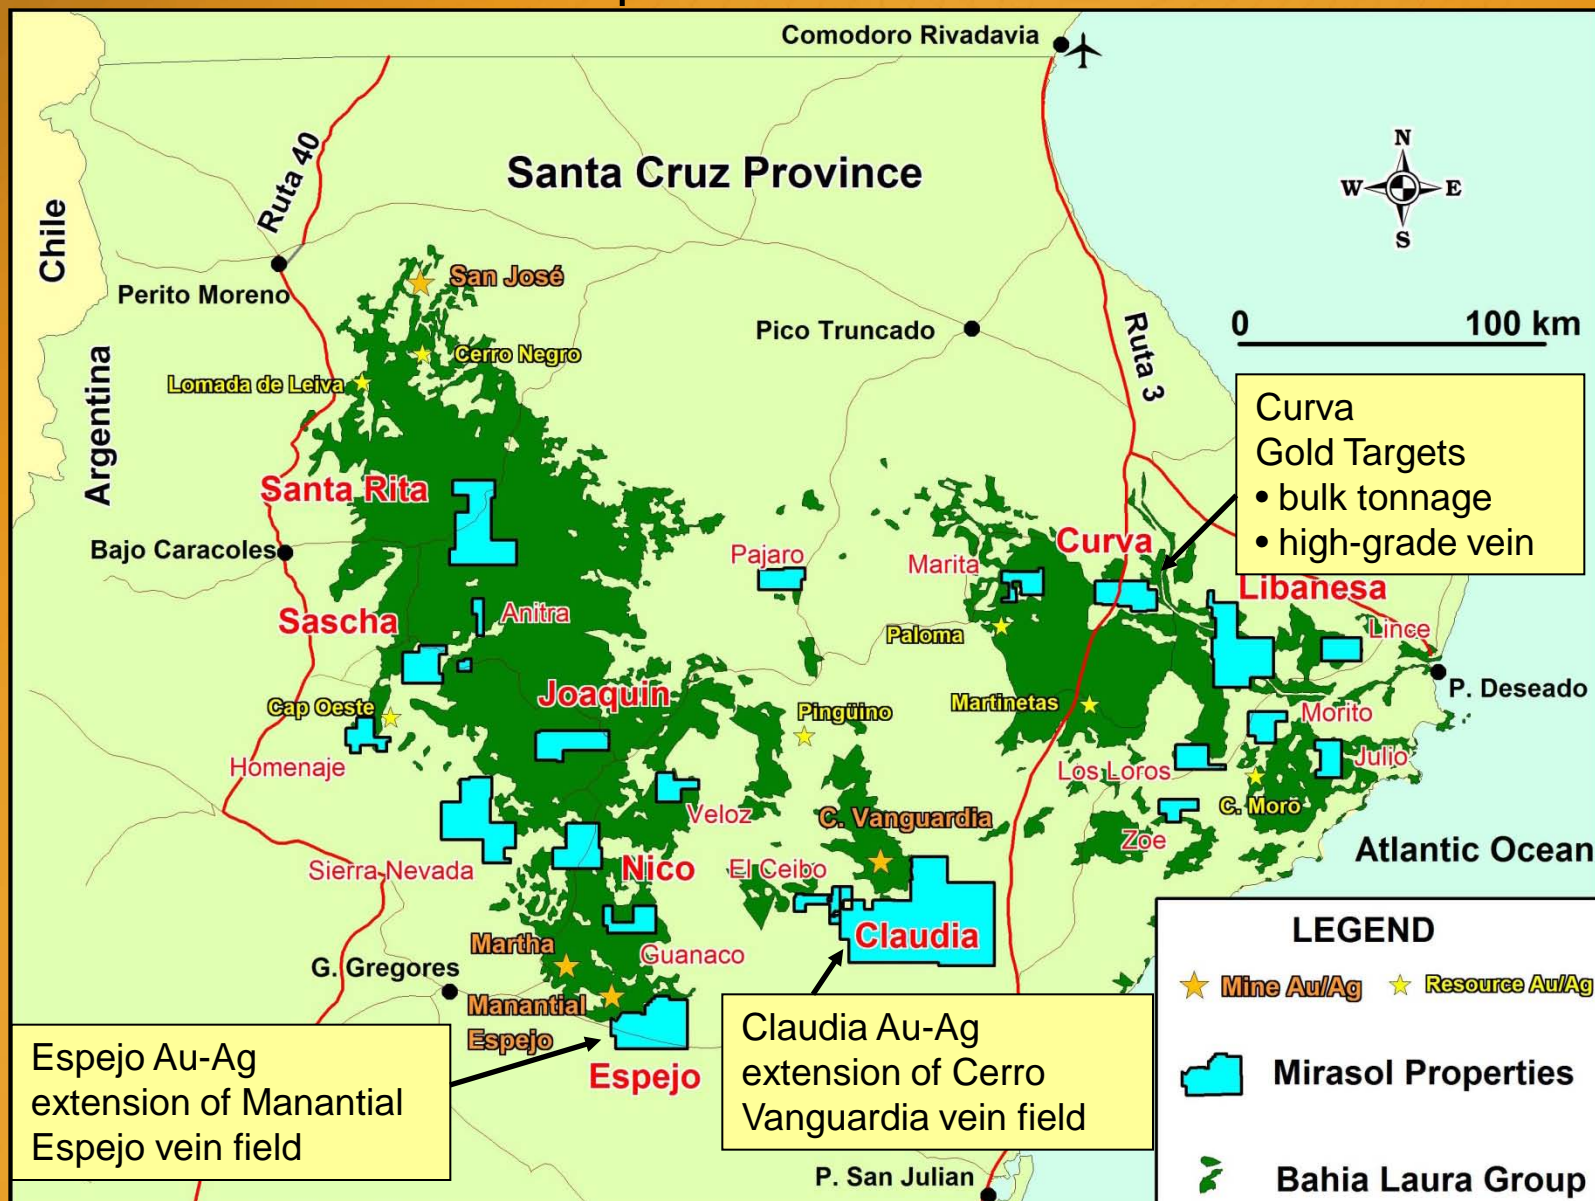 Comodoro Rivadavia
Santa Cruz Province
Ruta 40
Chile
Argentina
N
W
E
S
San José
Perito Moreno
Pico Truncado
Ruta 3
0
100 km
Cerro Negro
Lomada de Leiva
Curva
Gold Targets
• bulk tonnage
• high-grade vein
Santa Rita
Bajo Caracoles
Pajaro
Marita
Curva
Libanesa
Sascha
Anitra
Paloma
Lince
Joaquin
P. Deseado
Cap Oeste
Pingüino
Martinetas
Morito
Homenaje
Los Loros
Julio
Veloz
C. Vanguardia
C. Moro
Zoe
Atlantic Ocean
Sierra Nevada
Nico
El Ceibo
Claudia
Martha
Guanaco
G. Gregores
Manantial
Espejo
Espejo
LEGEND
Mine Au/Ag
Resource Au/Ag
Mirasol Properties
Bahia Laura Group
Espejo Au-Ag
extension of Manantial
Espejo vein field
Claudia Au-Ag
extension of Cerro
Vanguardia vein field
P. San Julian